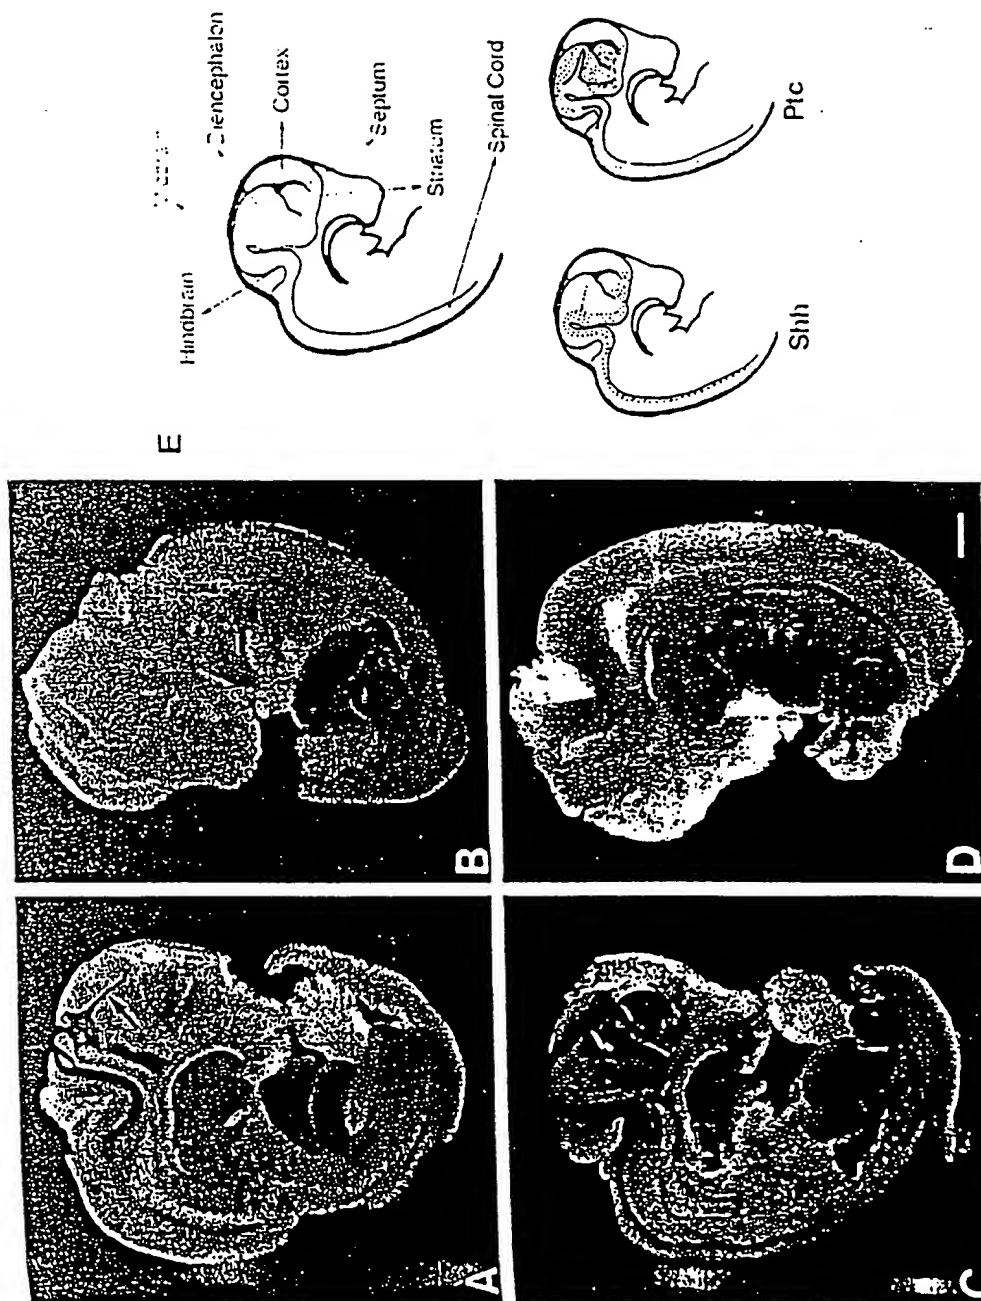 A
B
C
D
E
Hindbrain
Diencephalon
Cortex
Septum
Striatum
Spinal Cord
Shh
Ptc